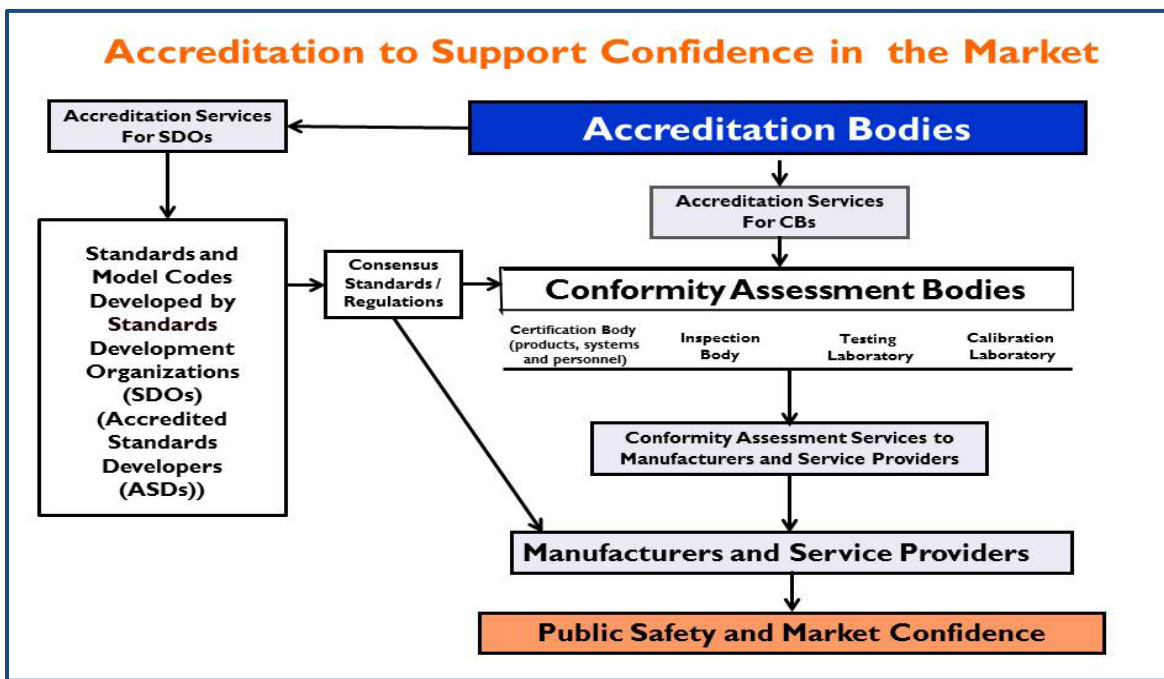 Accreditation to Support Confidence in the Market
Accreditation Services
For SDOs
Accreditation Bodies
Accreditation Services
For CBs
Standards and
Model Codes
Developed by
Standards
Development
Organizations
(SDOs)
(Accredited
Standards
Developers
(ASDs))
Consensus
Standards /
Regulations
Conformity Assessment Bodies
Certification Body
(products, systems
and personnel)
Inspection
Body
Testing
Laboratory
Calibration
Laboratory
Conformity Assessment Services to
Manufacturers and Service Providers
Manufacturers and Service Providers
Public Safety and Market Confidence